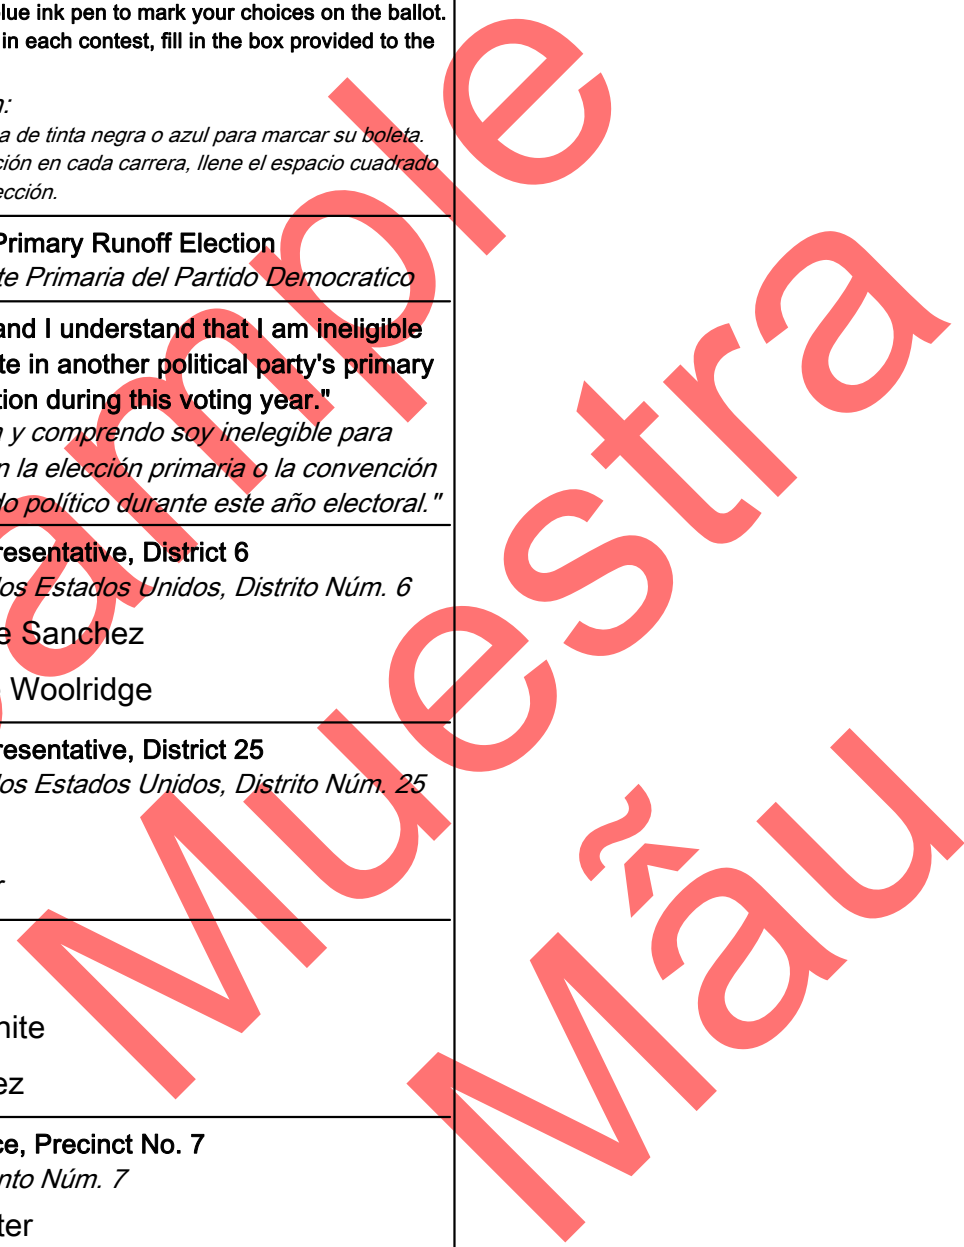 lue ink pen to mark your choices on the ballot.
in each contest, fill in the box provided to the
n:
a de tinta negra o azul para marcar su boleta.
ción en cada carrera, llene el espacio cuadrado
ección.
Primary Runoff Election
te Primaria del Partido Democratico
and I understand that I am ineligible
te in another political party's primary
tion during this voting year."
n y comprendo soy inelegible para
n la elección primaria o la convención
do político durante este año electoral."
resentative, District 6
los Estados Unidos, Distrito Núm. 6
e Sanchez
Woolridge
resentative, District 25
los Estados Unidos, Distrito Núm. 25
r
hite
ez
ce, Precinct No. 7
nto Núm. 7
ter
ample
Muestra
Mẫu